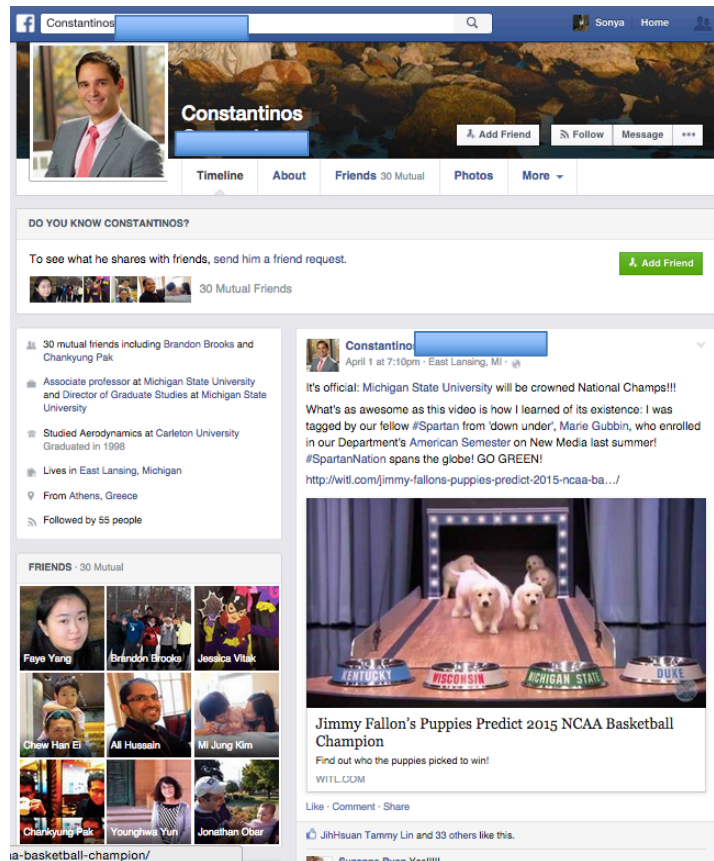 Constantinos
Sonya Home
Constantinos
Add Friend Follow Message
Timeline About Friends 30 Mutual Photos More
DO YOU KNOW CONSTANTINOS?
To see what he shares with friends, send him a friend request.
Add Friend
30 Mutual Friends
30 mutual friends including Brandon Brooks and
Chankyung Pak
Associate professor at Michigan State University
and Director of Graduate Studies at Michigan State
University
Studied Aerodynamics at Carleton University
Graduated in 1998
Lives in East Lansing, Michigan
From Athens, Greece
Followed by 55 people
FRIENDS · 30 Mutual
Faye Yang
Brandon Brooks
Jessica Vitak
Chew Han Ei
Ali Hussain
Mi Jung Kim
Chankyung Pak
Younghwa Yun
Jonathan Obar
a-basketball-champion/
Constantinos
April 1 at 7:10pm · East Lansing, MI ·
It's official: Michigan State University will be crowned National Champs!!!
What's as awesome as this video is how I learned of its existence: I was
tagged by our fellow #Spartan from 'down under', Marie Gubbin, who enrolled
in our Department's American Semester on New Media last summer!
#SpartanNation spans the globe! GO GREEN!
http://witl.com/jimmy-fallons-puppies-predict-2015-ncaa-ba…/
KENTUCKY WISCONSIN MICHIGAN STATE DUKE
Jimmy Fallon's Puppies Predict 2015 NCAA Basketball
Champion
Find out who the puppies picked to win!
WITL.COM
Like · Comment · Share
JihHsuan Tammy Lin and 33 others like this.